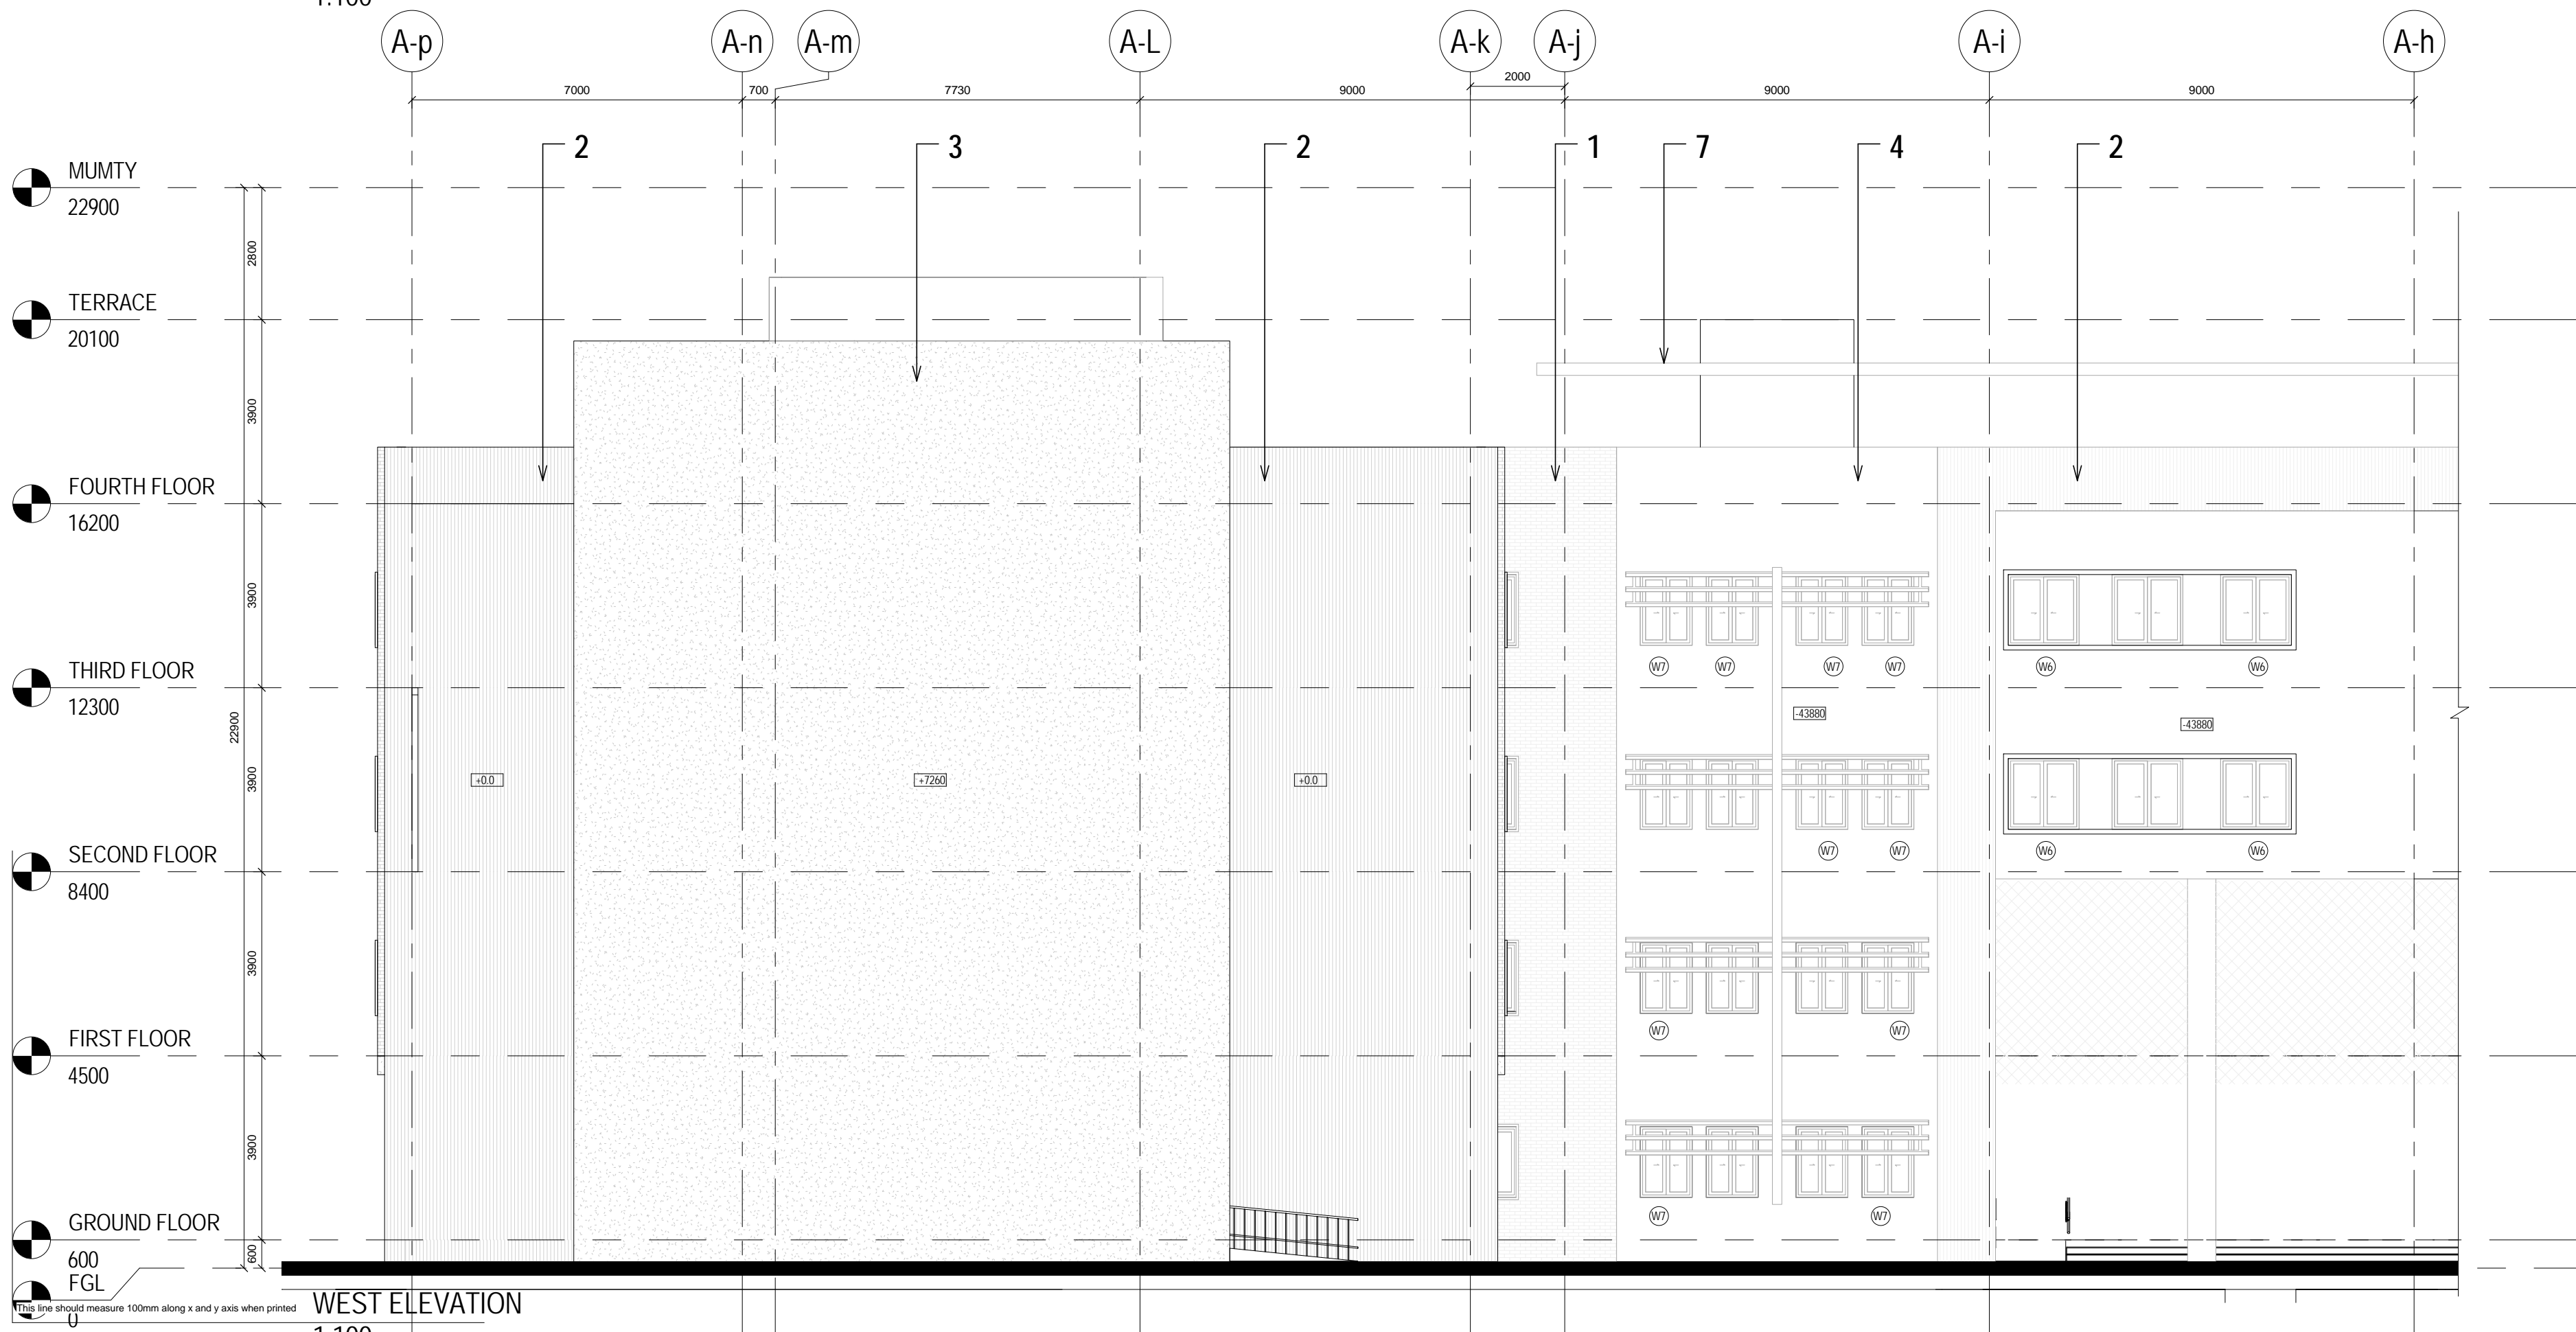 1:100
A-p A-n A-m A-L A-k A-j A-i A-h
2000
7000 700 7730 9000 9000 9000
2 3 2 1 7 4 2
MUMTY
22900
2800
TERRACE
20100
3900
FOURTH FLOOR
16200
3900
W7 W7 W7 W7 W6 W6
THIRD FLOOR
12300
22900
-43880
-43880
3900
+0.0 +7260 +0.0
W7 W7 W6 W6
SECOND FLOOR
8400
3900
W7 W7
FIRST FLOOR
4500
3900
W7 W7
GROUND FLOOR
600
600
FGL
This line should measure 100mm along x and y axis when printed
0
WEST ELEVATION
1:100